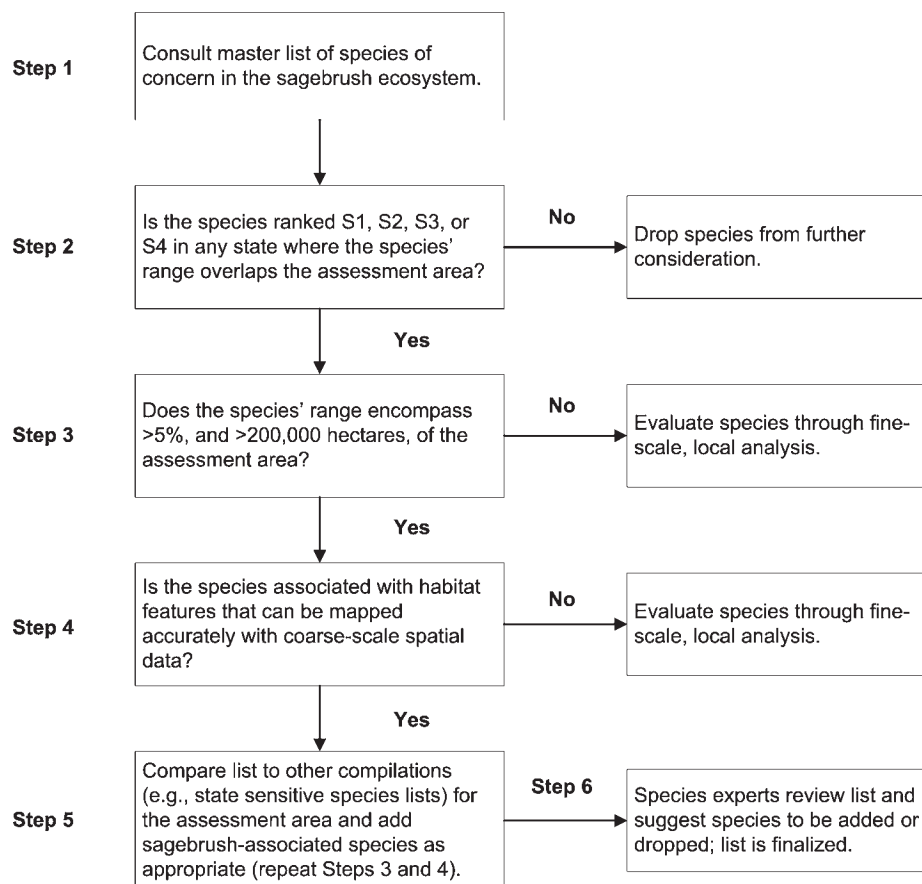 Step 1
Consult master list of species of
concern in the sagebrush ecosystem.
Step 2
Is the species ranked S1, S2, S3, or
S4 in any state where the species'
range overlaps the assessment area?
No
Drop species from further
consideration.
Yes
Step 3
Does the species' range encompass
>5%, and >200,000 hectares, of the
assessment area?
No
Evaluate species through fine-
scale, local analysis.
Yes
Step 4
Is the species associated with habitat
features that can be mapped
accurately with coarse-scale spatial
data?
No
Evaluate species through fine-
scale, local analysis.
Yes
Step 5
Compare list to other compilations
(e.g., state sensitive species lists) for
the assessment area and add
sagebrush-associated species as
appropriate (repeat Steps 3 and 4).
Step 6
Species experts review list and
suggest species to be added or
dropped; list is finalized.